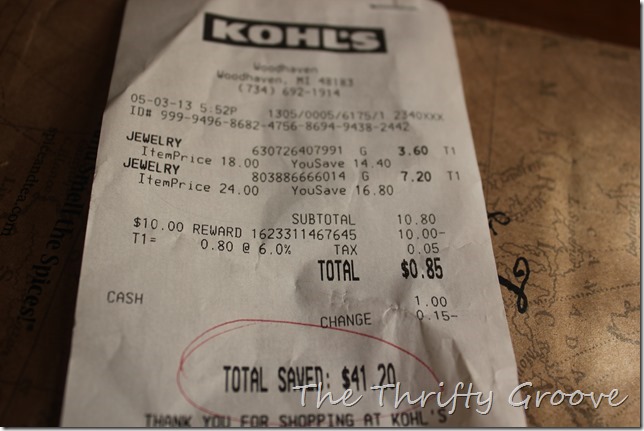 KOHL'S
Woodhaven
Woodhaven, MI 48183
(734) 692-1914
05-03-13 5:52P 1305/0005/6175/1 2340XXX
ID# 999-9496-8682-4756-8694-9438-2442
JEWELRY 630726407991 G 3.60 T1
ItemPrice 18.00 YouSave 14.40
JEWELRY 803886666014 G 7.20 T1
ItemPrice 24.00 YouSave 16.80
SUBTOTAL 10.80
$10.00 REWARD 1623311467645 10.00-
T1= 0.80 @ 6.0% TAX 0.05
TOTAL $0.85
CASH 1.00
CHANGE 0.15-
TOTAL SAVED: $41.20
THANK YOU FOR SHOPPING AT KOHL'S
The Thrifty Groove
spicandtea.com
the Spices!